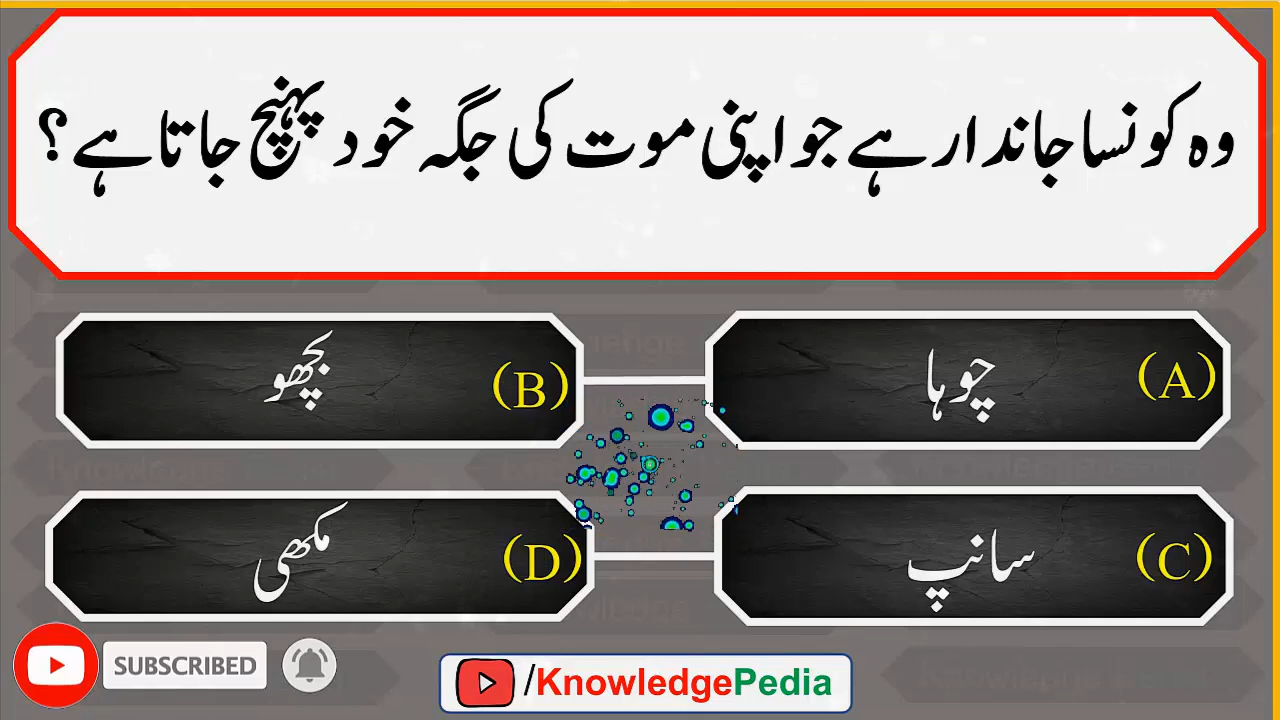 وہ کونسا جاندار ہے جو اپنی موت کی جگہ خود پہنچ جاتا ہے ؟
(A) چوہا
(B) بچھو
(C) سانپ
(D) مکھی
SUBSCRIBED
/KnowledgePedia